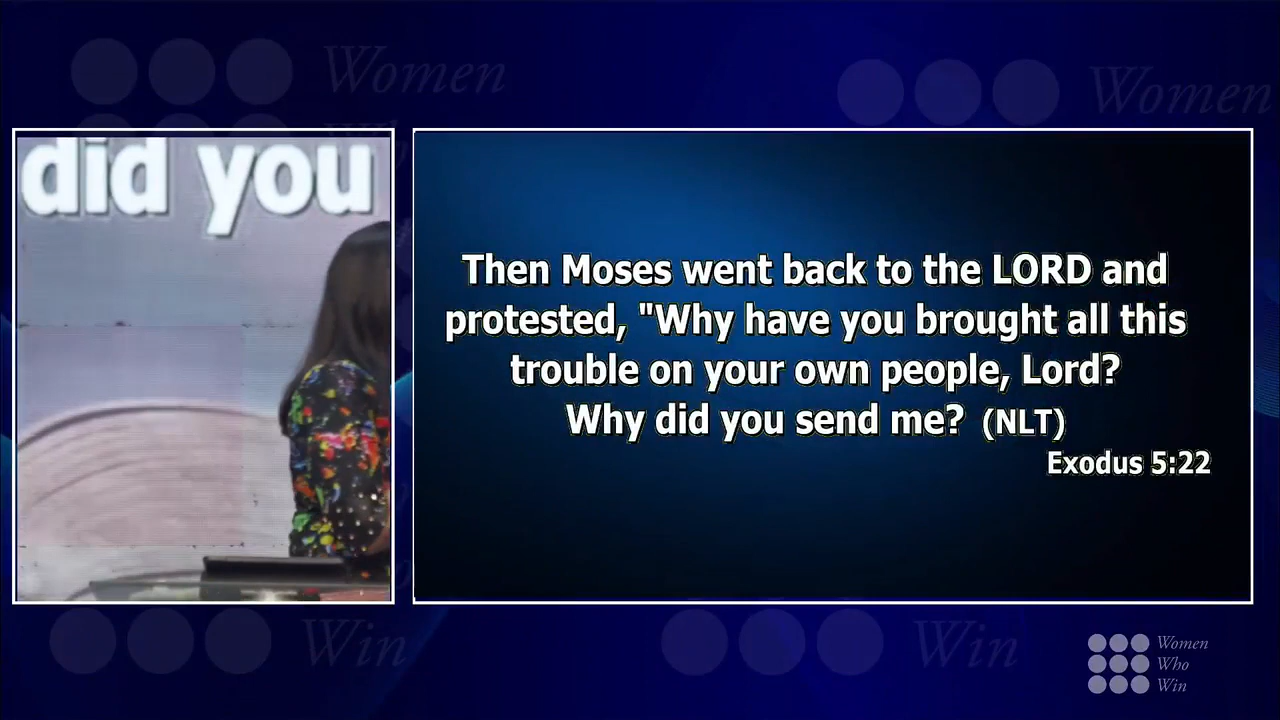 Women
Women
did you
Then Moses went back to the LORD and
protested, "Why have you brought all this
trouble on your own people, Lord?
Why did you send me? (NLT)
Exodus 5:22
Win
Win
Women
Who
Win